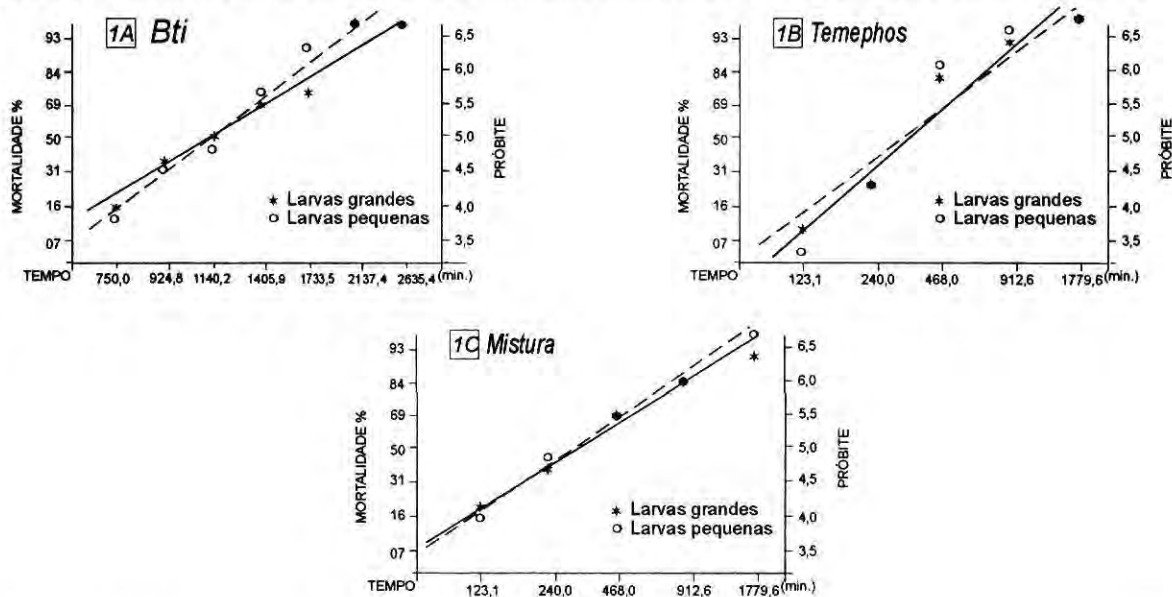 1A Bti
MORTALIDADE %
93
84
69
50
31
16
07
6,5
6,0
5,5
5,0
4,5
4,0
3,5
PRÓBITE
* Larvas grandes
o Larvas pequenas
TEMPO 750,0 924,8 1140,2 1405,9 1733,5 2137,4 2635,4 (min.)
1B Temephos
MORTALIDADE %
93
84
69
50
31
16
07
6,5
6,0
5,5
5,0
4,5
4,0
3,5
PRÓBITE
* Larvas grandes
o Larvas pequenas
TEMPO 123,1 240,0 468,0 912,6 1779,6 (min.)
1C Mistura
MORTALIDADE %
93
84
69
50
31
16
07
6,5
6,0
5,5
5,0
4,5
4,0
3,5
PRÓBITE
* Larvas grandes
o Larvas pequenas
TEMPO 123,1 240,0 468,0 912,6 1779,6 (min.)